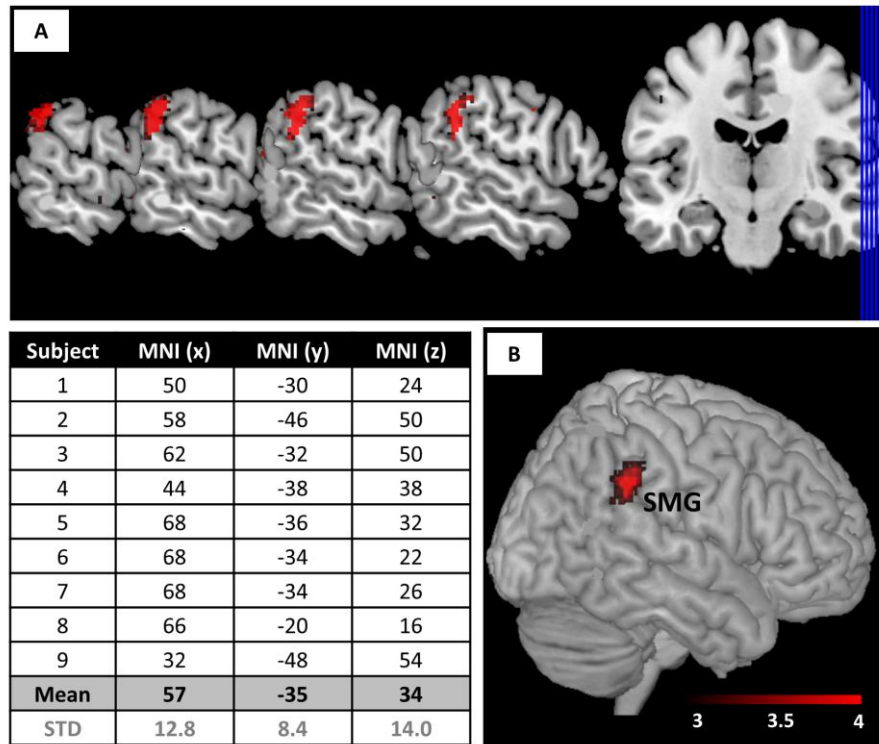 A
Subject MNI (x) MNI (y) MNI (z)
1 50 -30 24
2 58 -46 50
3 62 -32 50
4 44 -38 38
5 68 -36 32
6 68 -34 22
7 68 -34 26
8 66 -20 16
9 32 -48 54
Mean 57 -35 34
STD 12.8 8.4 14.0
B
SMG
3 3.5 4